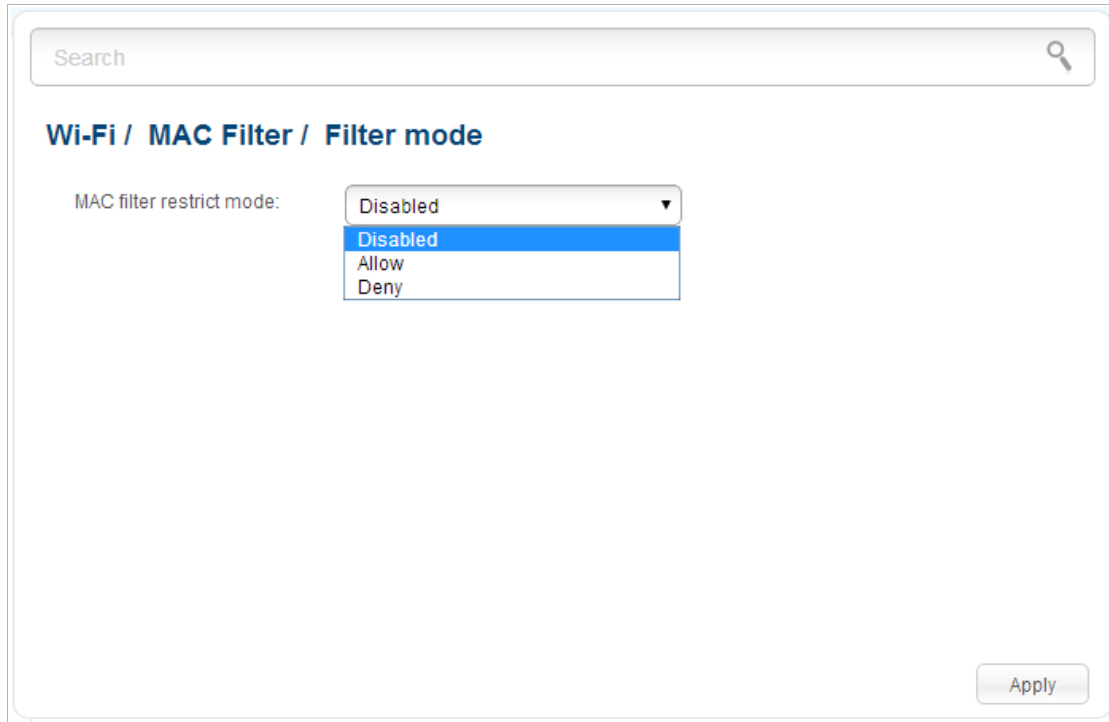 Search
Wi-Fi / MAC Filter / Filter mode
MAC filter restrict mode: Disabled
Disabled
Allow
Deny
Apply